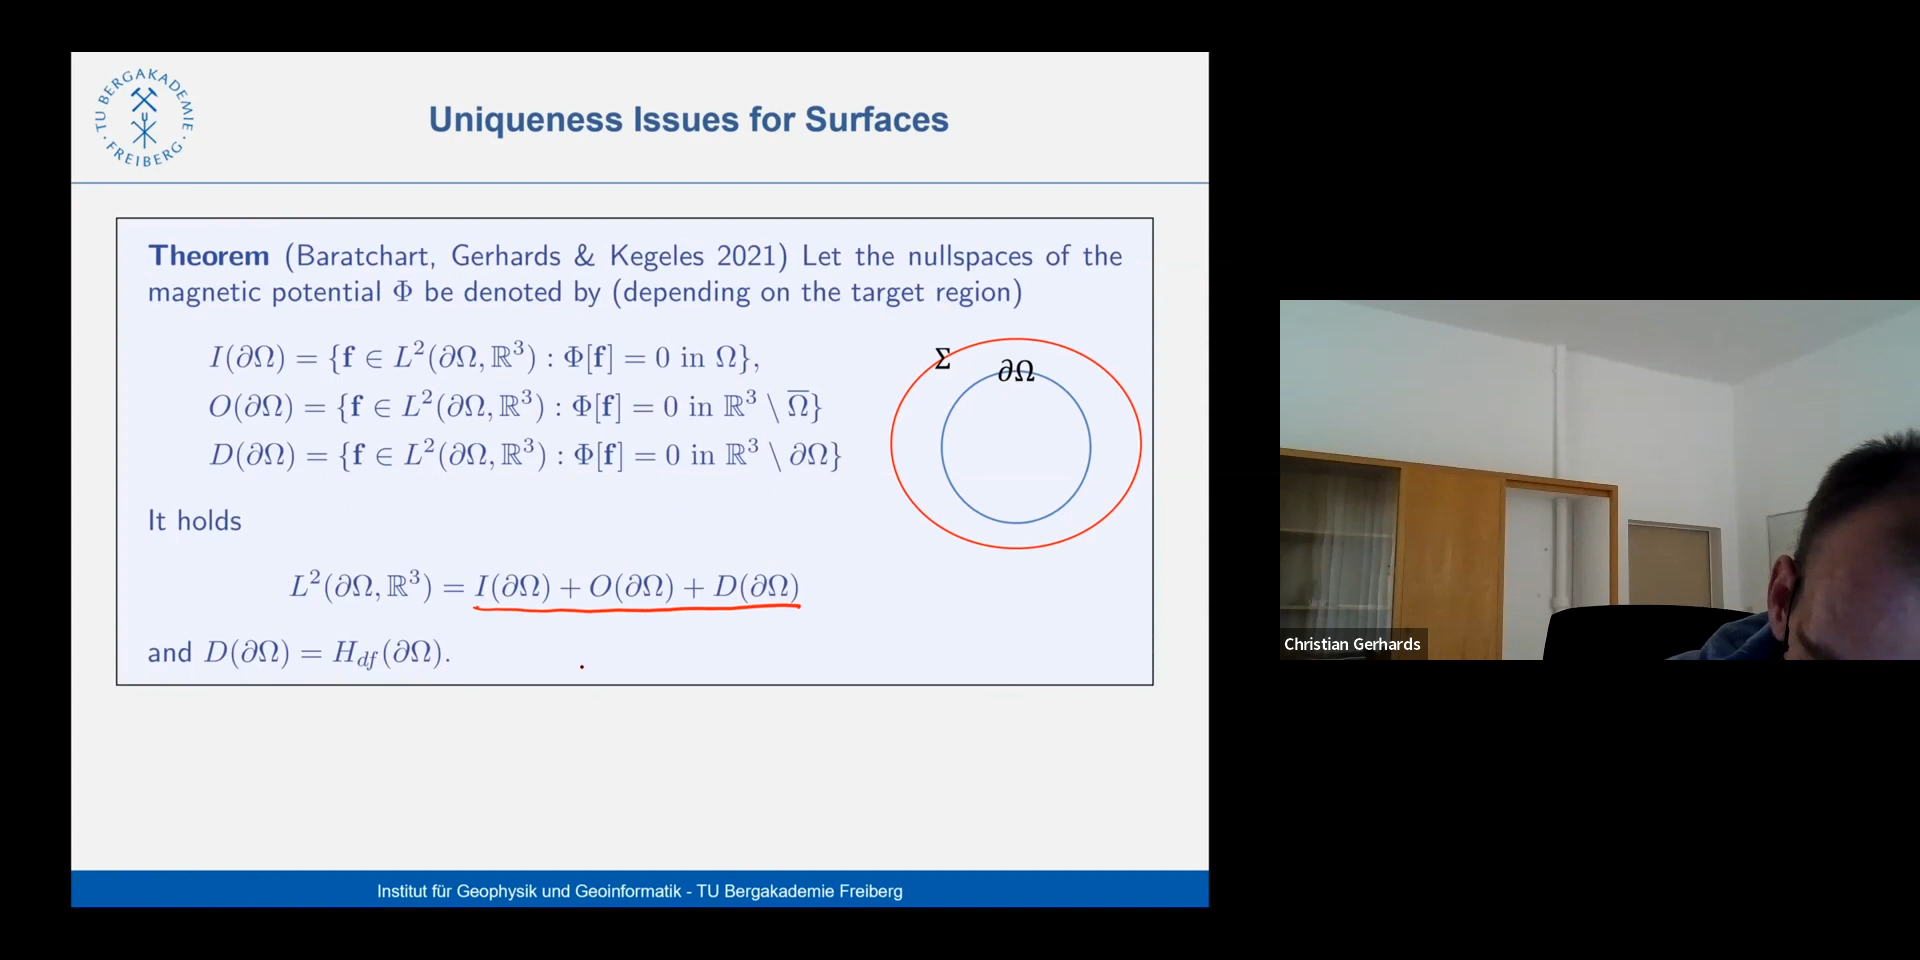 TU BERGAKADEMIE FREIBERG
Uniqueness Issues for Surfaces
Theorem (Baratchart, Gerhards & Kegeles 2021) Let the nullspaces of the
magnetic potential Φ be denoted by (depending on the target region)
I(∂Ω) = {f ∈ L²(∂Ω, ℝ³) : Φ[f] = 0 in Ω},
O(∂Ω) = {f ∈ L²(∂Ω, ℝ³) : Φ[f] = 0 in ℝ³ \ Ω̅}
D(∂Ω) = {f ∈ L²(∂Ω, ℝ³) : Φ[f] = 0 in ℝ³ \ ∂Ω}
Σ
∂Ω
It holds
L²(∂Ω, ℝ³) = I(∂Ω) + O(∂Ω) + D(∂Ω)
and D(∂Ω) = H_{df}(∂Ω).
Institut für Geophysik und Geoinformatik - TU Bergakademie Freiberg
Christian Gerhards